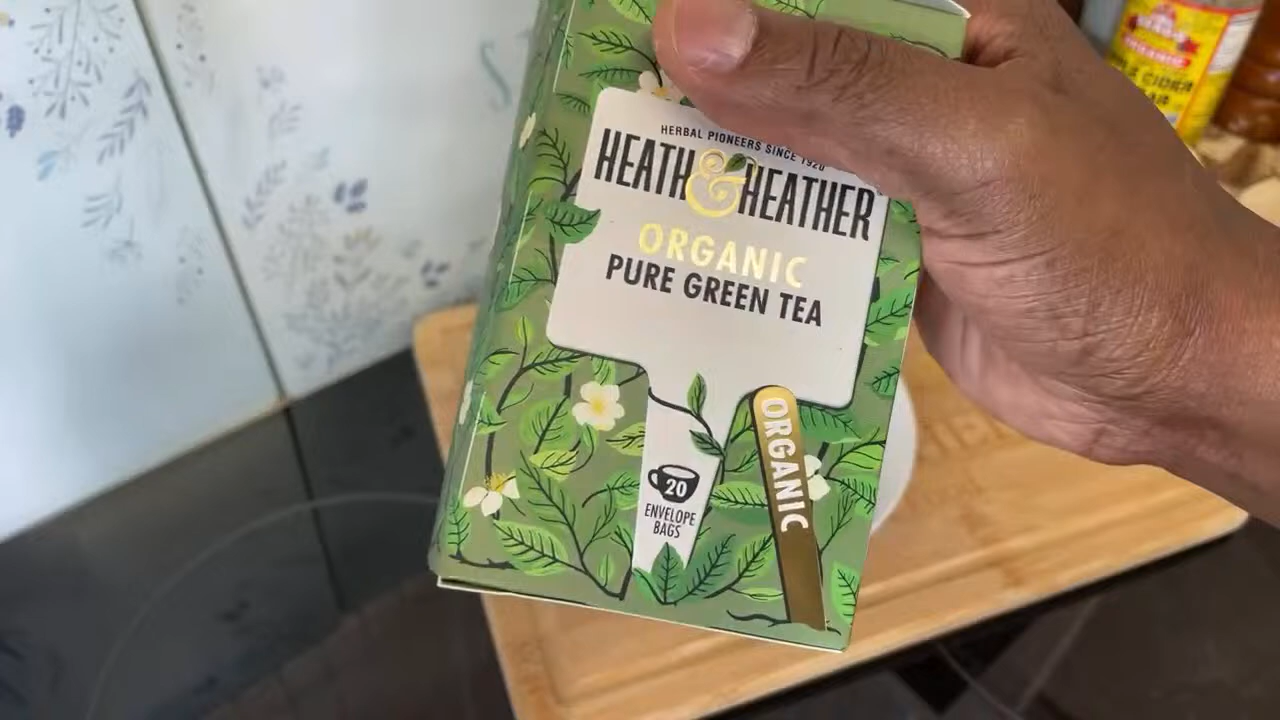 HERBAL PIONEERS SINCE 1920
HEATH & HEATHER
ORGANIC
PURE GREEN TEA
ORGANIC
20
ENVELOPE
BAGS